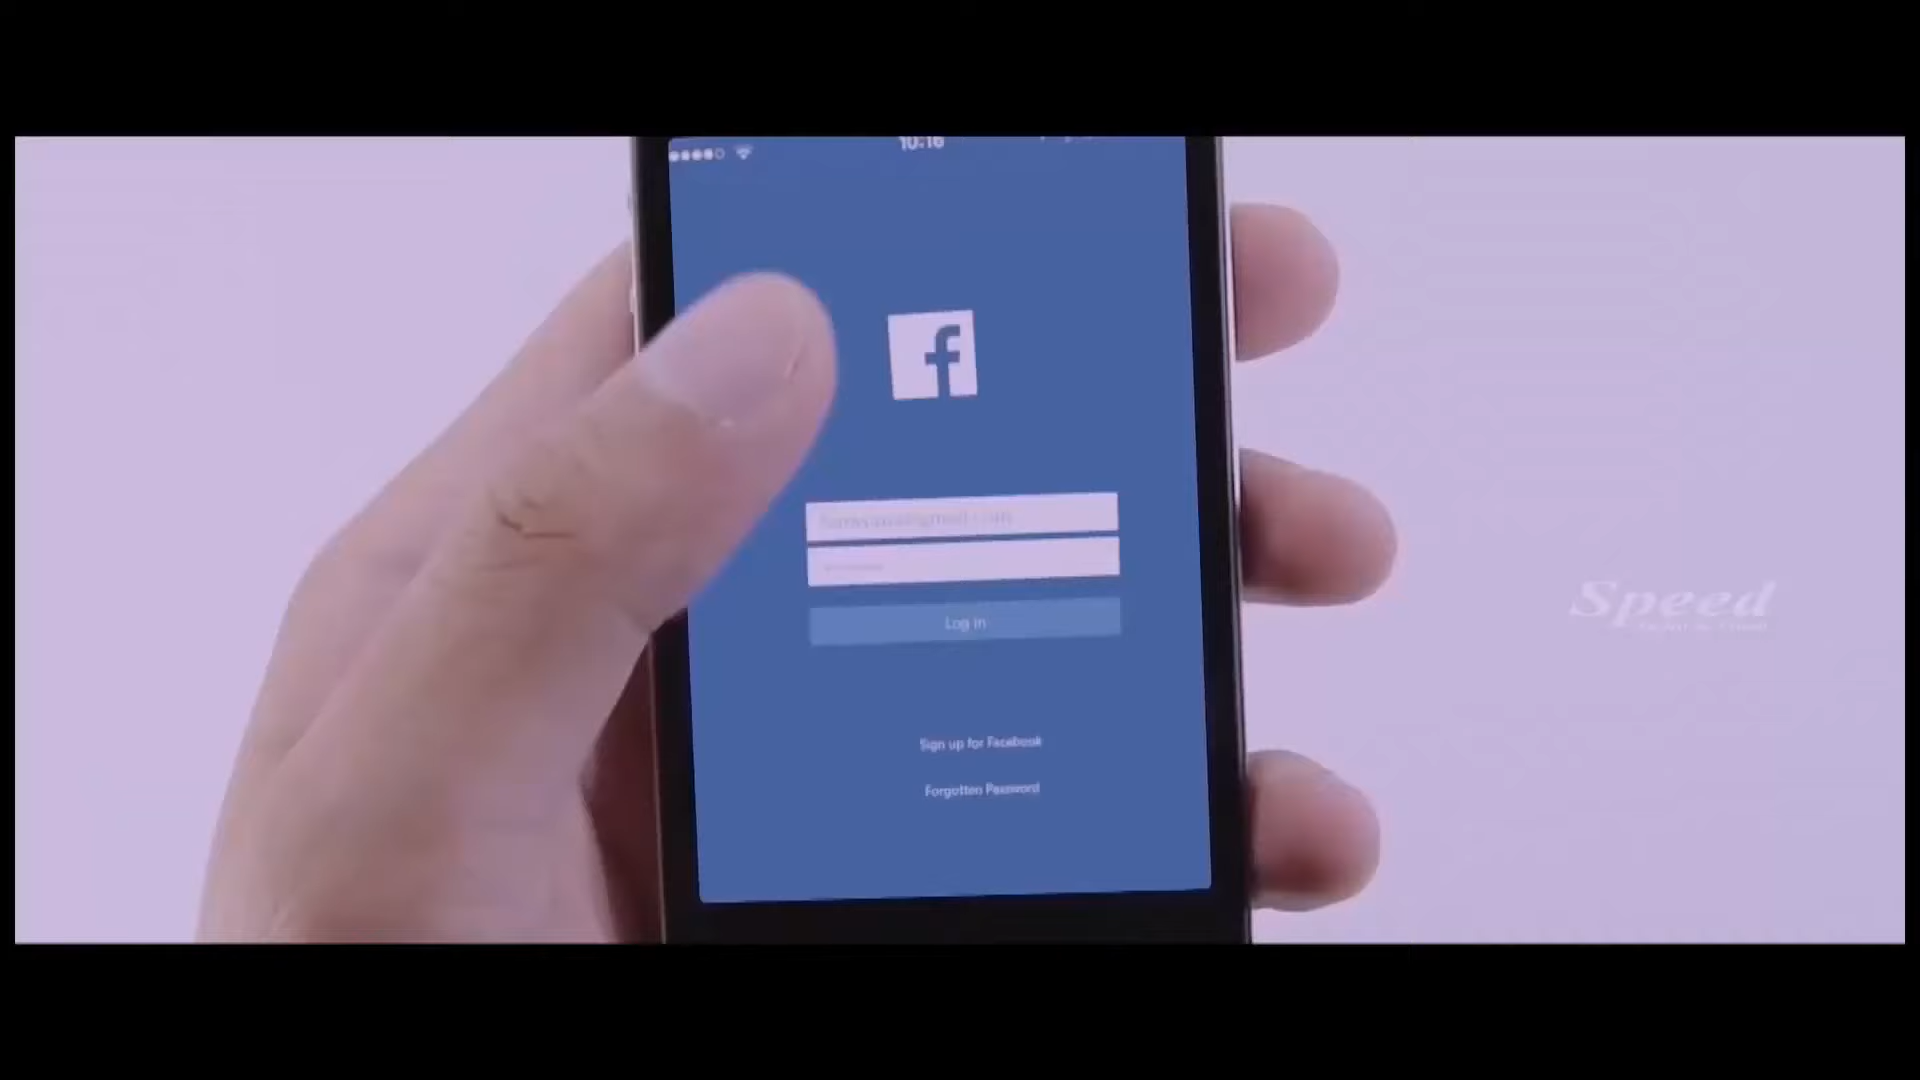 10:16
f
Log in
Sign up for Facebook
Forgotten Password
Speed